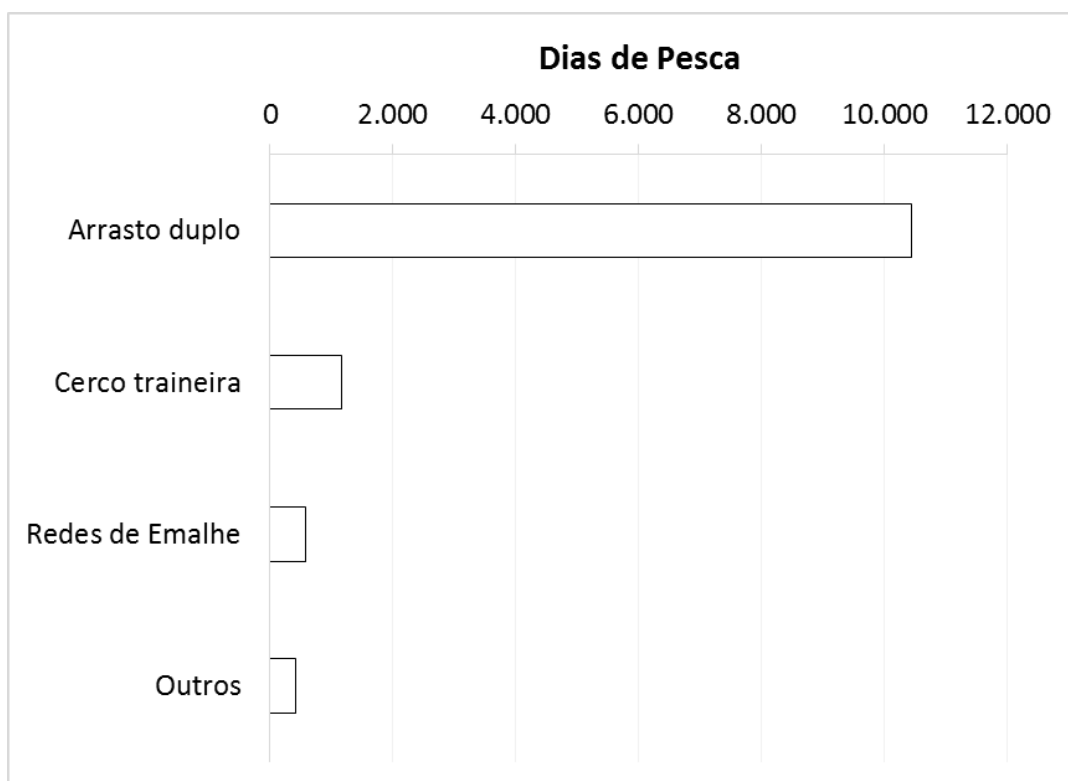 Dias de Pesca
0 2.000 4.000 6.000 8.000 10.000 12.000
Arrasto duplo
Cerco traineira
Redes de Emalhe
Outros